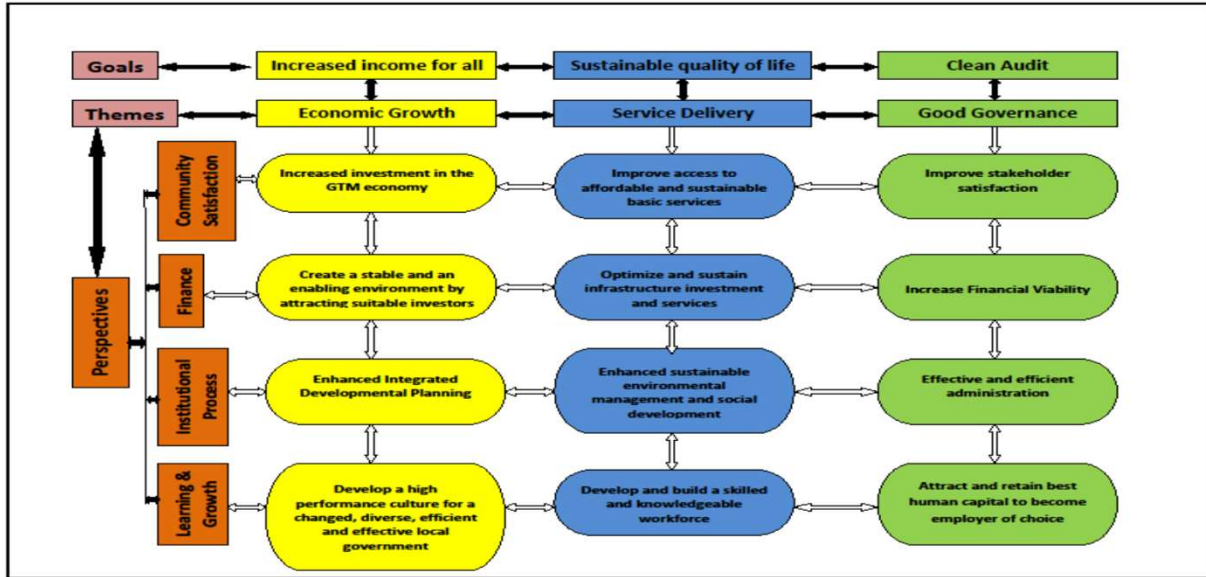 Goals
Increased income for all
Sustainable quality of life
Clean Audit
Themes
Economic Growth
Service Delivery
Good Governance
Perspectives
Community
Satisfaction
Increased investment in the
GTM economy
Improve access to
affordable and sustainable
basic services
Improve stakeholder
satisfaction
Finance
Create a stable and an
enabling environment by
attracting suitable investors
Optimize and sustain
infrastructure investment
and services
Increase Financial Viability
Institutional
Process
Enhanced Integrated
Developmental Planning
Enhanced sustainable
environmental
management and social
development
Effective and efficient
administration
Learning &
Growth
Develop a high
performance culture for a
changed, diverse, efficient
and effective local
government
Develop and build a skilled
and knowledgeable
workforce
Attract and retain best
human capital to become
employer of choice